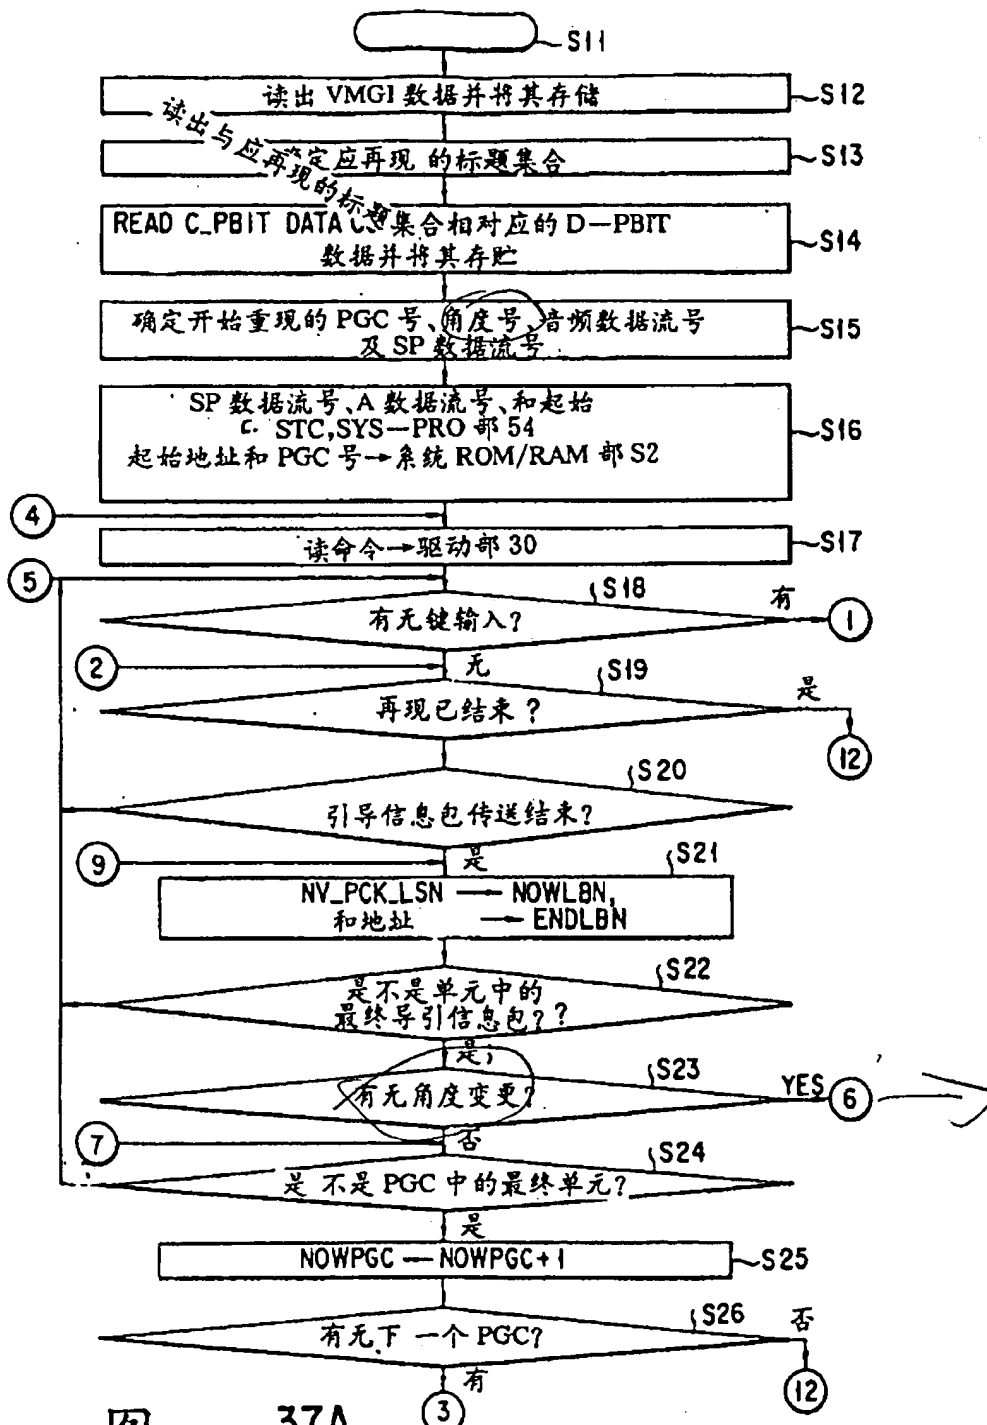 S11
读出 VMGI 数据并将其存储
S12
读出与应再现的标题
定应再现 的标题集合
S13
READ C_PBIT DATA
集合相对应的 D—PBIT
数据并将其存贮
S14
确定开始重现的 PGC 号、角度号、音频数据流号
及 SP 数据流号
S15
SP 数据流号、A 数据流号、和起始
STC,SYS—PRO 部 54
起始地址和 PGC 号→系统 ROM/RAM 部 S2
S16
4
读命令→驱动部 30
S17
5
S18
有无键输入?
有
1
2
无
S19
再现已结束 ?
是
12
S20
引导信息包传送结束?
9
是
S21
NV_PCK_LSN → NOWLBN,
和地址 → ENDLBN
S22
是不是单元中的
最终导引信息包??
是;
S23
有无角度变更?
YES
6
7
否
S24
是 不是 PGC 中的最终单元?
是
NOWPGC — NOWPGC+1
S25
S26
有无下 一个 PGC?
否
12
有
3
图 37A